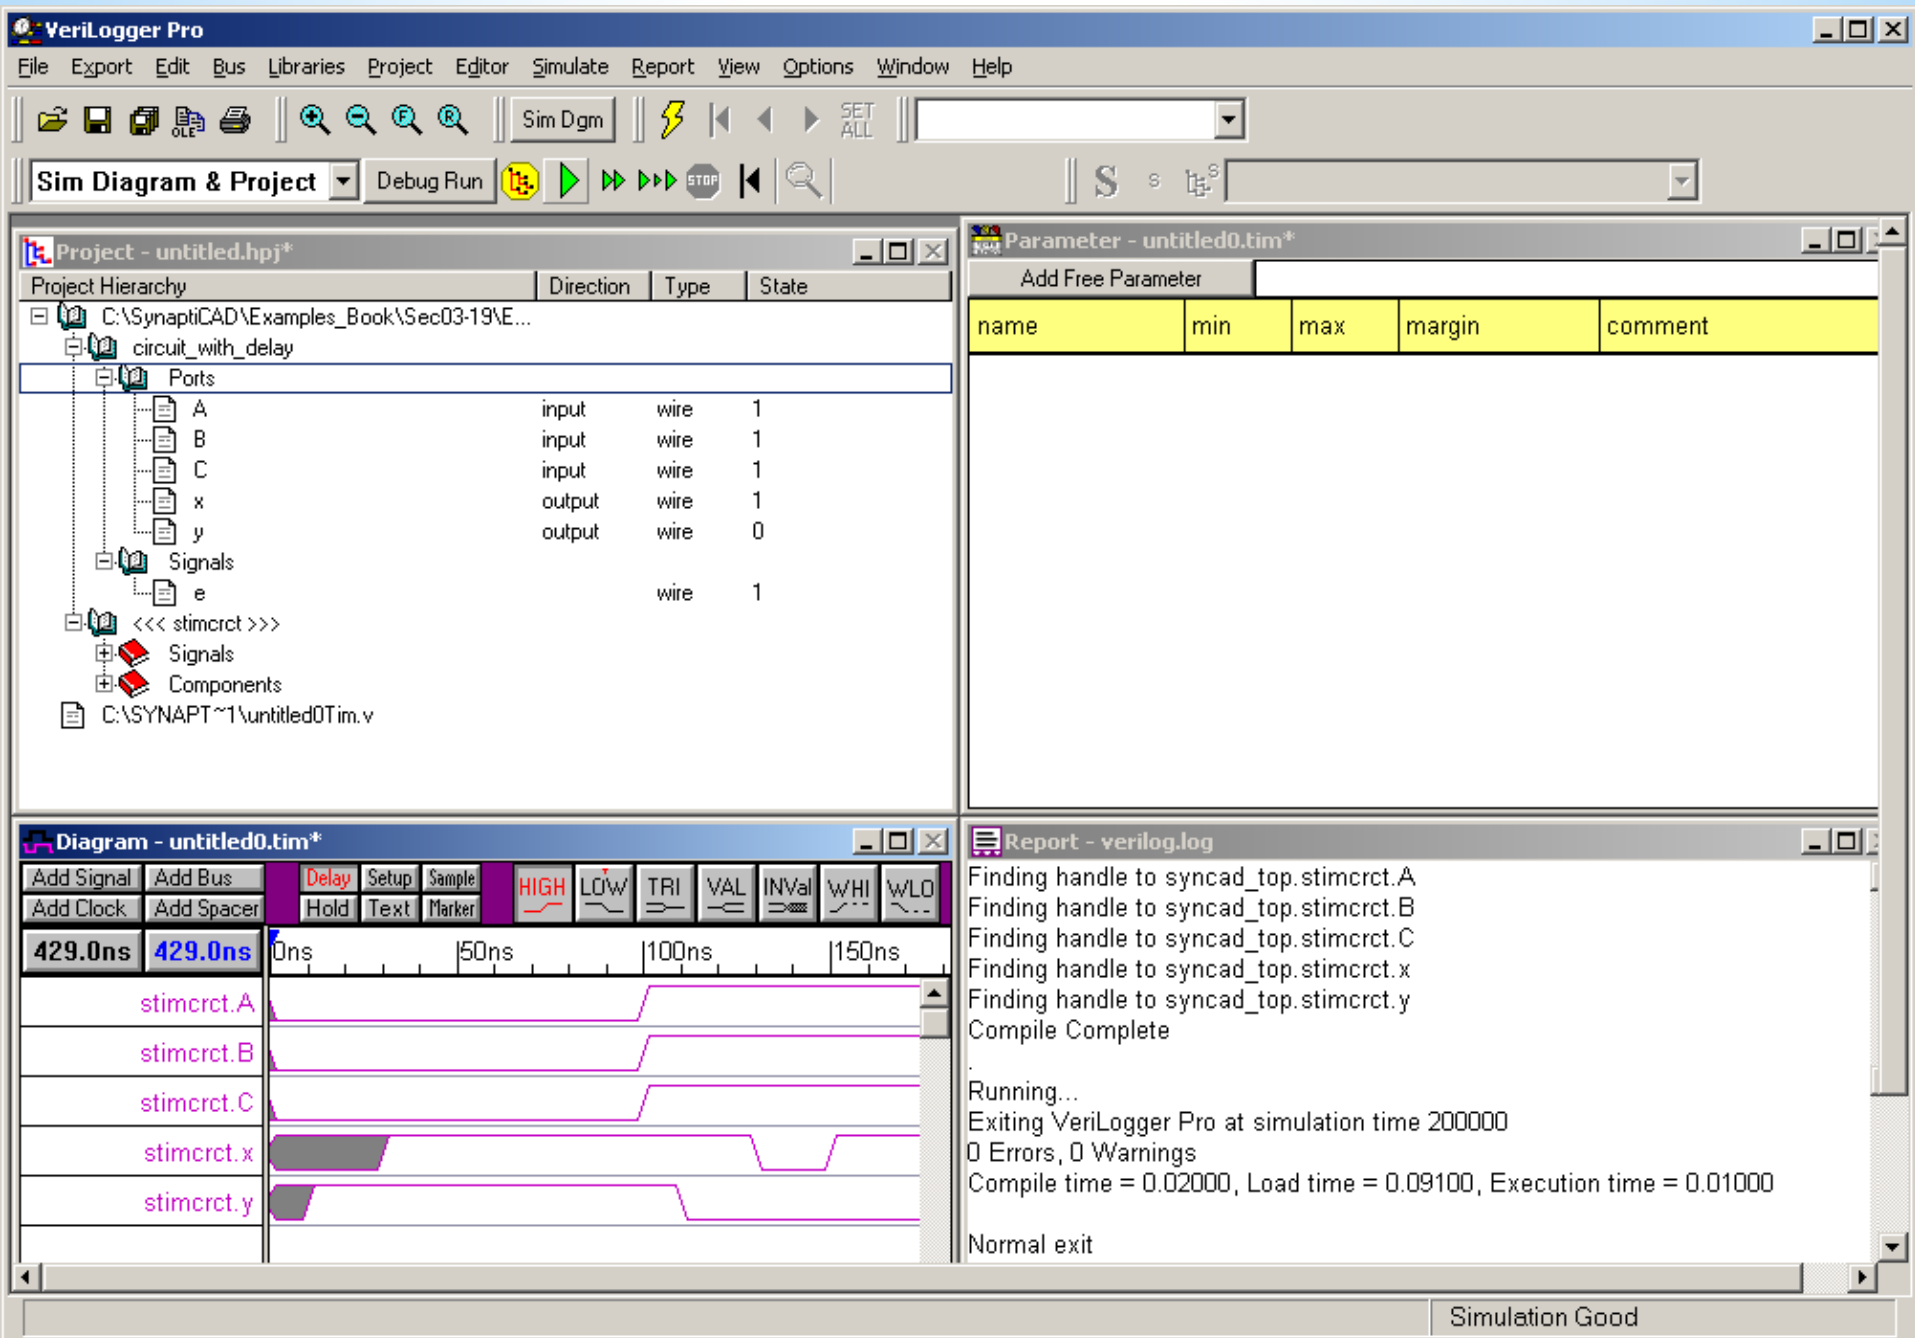 VeriLogger Pro
File Export Edit Bus Libraries Project Editor Simulate Report View Options Window Help
OLE F R Sim Dgm SET ALL
Sim Diagram & Project Debug Run STOP S s S
Project - untitled.hpj*
Project Hierarchy Direction Type State
C:\SynaptiCAD\Examples_Book\Sec03-19\E...
circuit_with_delay
Ports
A input wire 1
B input wire 1
C input wire 1
x output wire 1
y output wire 0
Signals
e wire 1
<<< stimcrct >>>
Signals
Components
C:\SYNAPT~1\untitled0Tim.v
Parameter - untitled0.tim*
Add Free Parameter
name min max margin comment
Diagram - untitled0.tim*
Add Signal Add Bus Delay Setup Sample HIGH LOW TRI VAL INVal WHI WLO
Add Clock Add Spacer Hold Text Marker
429.0ns 429.0ns 0ns 50ns 100ns 150ns
stimcrct.A
stimcrct.B
stimcrct.C
stimcrct.x
stimcrct.y
Report - verilog.log
Finding handle to syncad_top.stimcrct.A
Finding handle to syncad_top.stimcrct.B
Finding handle to syncad_top.stimcrct.C
Finding handle to syncad_top.stimcrct.x
Finding handle to syncad_top.stimcrct.y
Compile Complete
.
Running...
Exiting VeriLogger Pro at simulation time 200000
0 Errors, 0 Warnings
Compile time = 0.02000, Load time = 0.09100, Execution time = 0.01000
Normal exit
Simulation Good